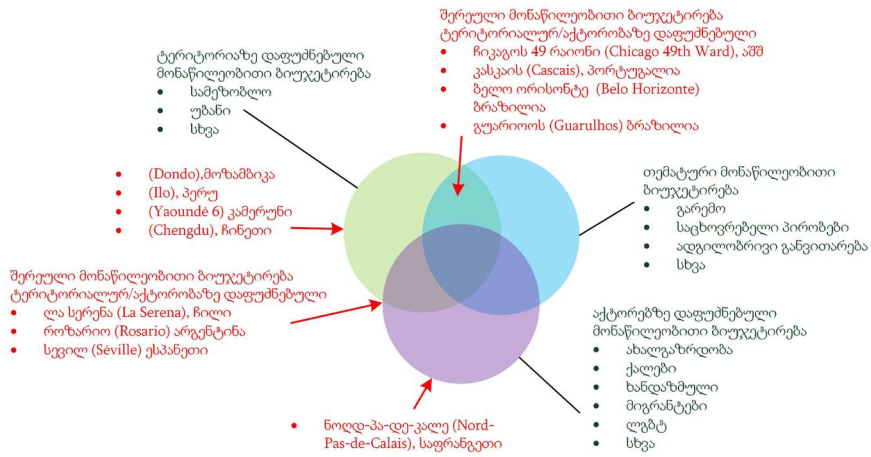 შერეული მონაწილეობითი ბიუჯეტირება
ტერიტორიალურ/აქტორობაზე დაფუძნებული
• ჩიკაგოს 49 რაიონი (Chicago 49th Ward), აშშ
• კასკაის (Cascais), პორტუგალია
• ბელო ორისონტე (Belo Horizonte)
ბრაზილია
• გუარიოოს (Guarulhos) ბრაზილია
ტერიტორიაზე დაფუძნებული
მონაწილეობითი ბიუჯეტირება
• სამეზობლო
• უბანი
• სხვა
• (Dondo),მოზამბიკა
• (Ilo), პერუ
• (Yaoundé 6) კამერუნი
• (Chengdu), ჩინეთი
თემატური მონაწილეობითი
ბიუჯეტირება
• გარემო
• საცხოვრებელი პირობები
• ადგილობრივი განვითარება
• სხვა
შერეული მონაწილეობითი ბიუჯეტირება
ტერიტორიალურ/აქტორობაზე დაფუძნებული
• ლა სერენა (La Serena), ჩილი
• როზარიო (Rosario) არგენტინა
• სევილ (Séville) ესპანეთი
აქტორებზე დაფუძნებული
მონაწილეობითი ბიუჯეტირება
• ახალგაზრდობა
• ქალები
• ხანდაზმული
• მიგრანტები
• ლგბტ
• სხვა
• ნოღდ-პა-დე-კალე (Nord-
Pas-de-Calais), საფრანგეთი